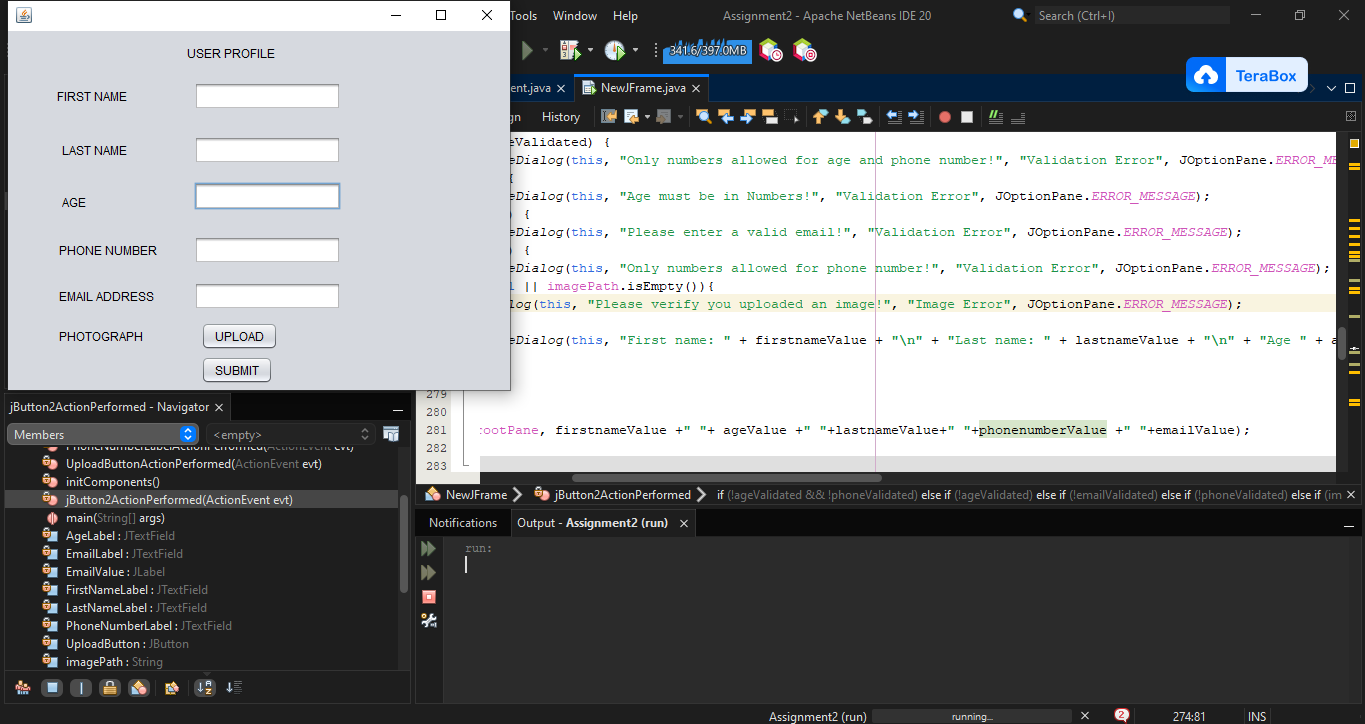 Tools Window Help Assignment2 - Apache NetBeans IDE 20 Search (Ctrl+I)
USER PROFILE
FIRST NAME
LAST NAME
AGE
PHONE NUMBER
EMAIL ADDRESS
PHOTOGRAPH UPLOAD
SUBMIT
341.6/397.0MB
TeraBox
ent.java NewJFrame.java
gn History
eValidated) {
eDialog(this, "Only numbers allowed for age and phone number!", "Validation Error", JOptionPane.ERROR_ME
{
eDialog(this, "Age must be in Numbers!", "Validation Error", JOptionPane.ERROR_MESSAGE);
) {
eDialog(this, "Please enter a valid email!", "Validation Error", JOptionPane.ERROR_MESSAGE);
) {
eDialog(this, "Only numbers allowed for phone number!", "Validation Error", JOptionPane.ERROR_MESSAGE);
l || imagePath.isEmpty()){
log(this, "Please verify you uploaded an image!", "Image Error", JOptionPane.ERROR_MESSAGE);
eDialog(this, "First name: " + firstnameValue + "\n" + "Last name: " + lastnameValue + "\n" + "Age " + a
279
280
281 rootPane, firstnameValue +" "+ ageValue +" "+lastnameValue+" "+phonenumberValue +" "+emailValue);
282
283
NewJFrame jButton2ActionPerformed if (!ageValidated && !phoneValidated) else if (!ageValidated) else if (!emailValidated) else if (!phoneValidated) else if (im
jButton2ActionPerformed - Navigator
Members <empty>
PhoneNumberLabelActionPerformed(ActionEvent evt)
UploadButtonActionPerformed(ActionEvent evt)
initComponents()
jButton2ActionPerformed(ActionEvent evt)
main(String[] args)
AgeLabel : JTextField
EmailLabel : JTextField
EmailValue : JLabel
FirstNameLabel : JTextField
LastNameLabel : JTextField
PhoneNumberLabel : JTextField
UploadButton : JButton
imagePath : String
Notifications Output - Assignment2 (run)
run:
Assignment2 (run) running... 2 274:81 INS